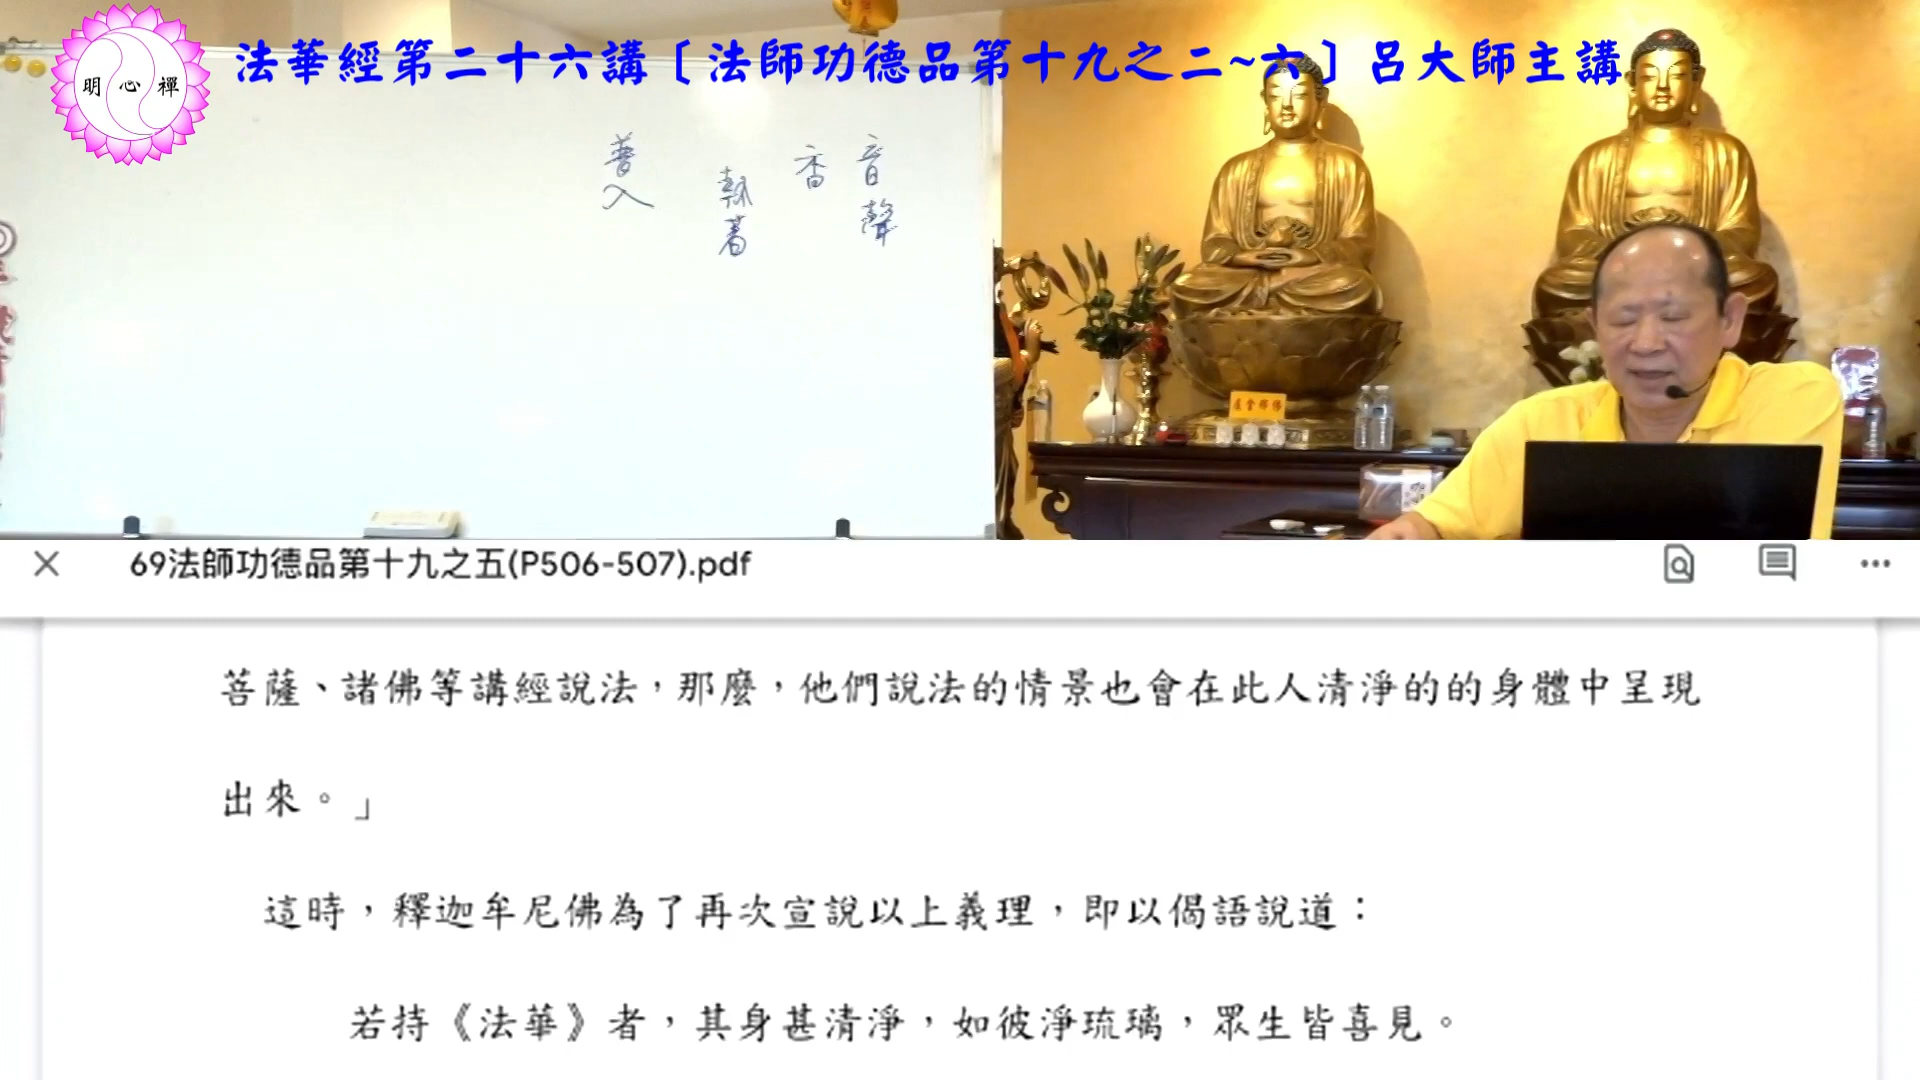 明心禪
法華經第二十六講〔法師功德品第十九之二~六〕呂大師主講
音聲
香
執著
普入
69法師功德品第十九之五(P506-507).pdf
菩薩、諸佛等講經說法，那麼，他們說法的情景也會在此人清淨的的身體中呈現
出來。」
這時，釋迦牟尼佛為了再次宣說以上義理，即以偈語說道：
若持《法華》者，其身甚清淨，如彼淨琉璃，眾生皆喜見。